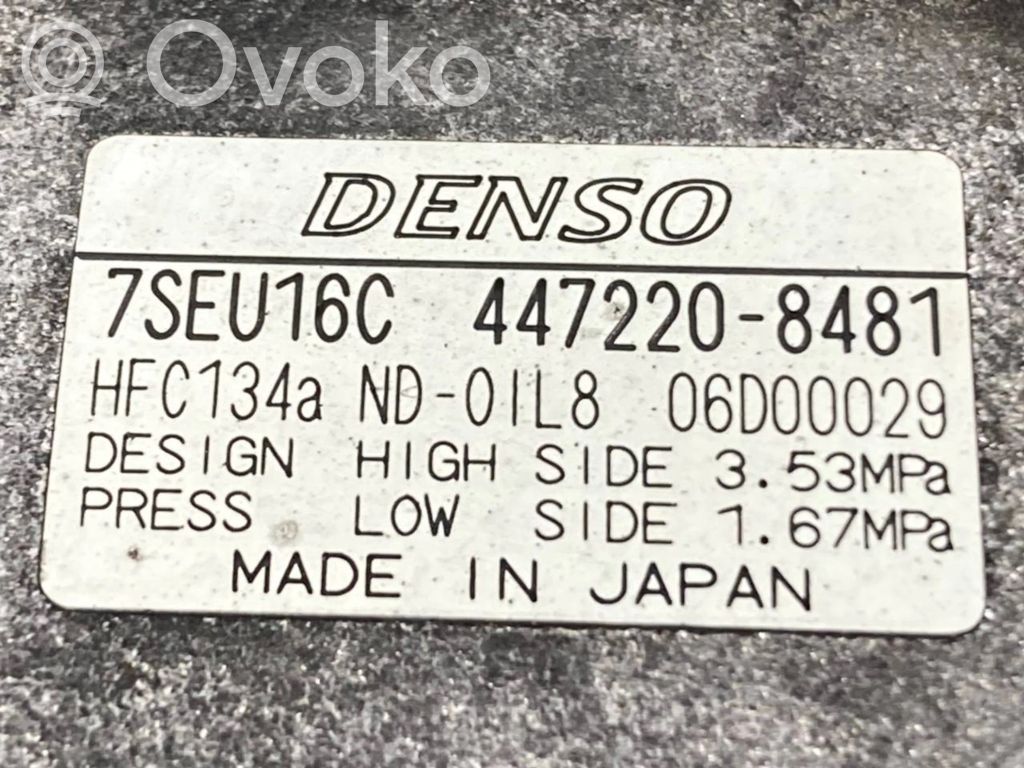 Ovoko
DENSO
7SEU16C 447220-8481
HFC134a ND-OIL8 06D00029
DESIGN HIGH SIDE 3.53MPa
PRESS LOW SIDE 1.67MPa
MADE IN JAPAN